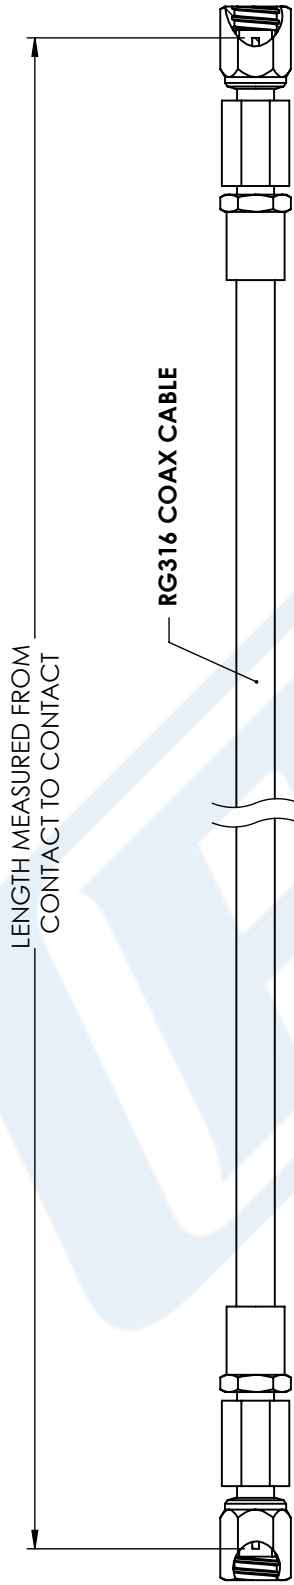 LENGTH MEASURED FROM
CONTACT TO CONTACT
RG316 COAX CABLE